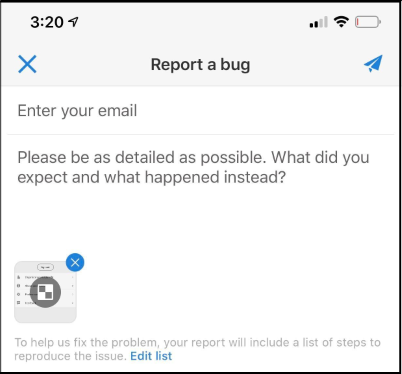 3:20
Report a bug
Enter your email
Please be as detailed as possible. What did you
expect and what happened instead?
To help us fix the problem, your report will include a list of steps to
reproduce the issue. Edit list